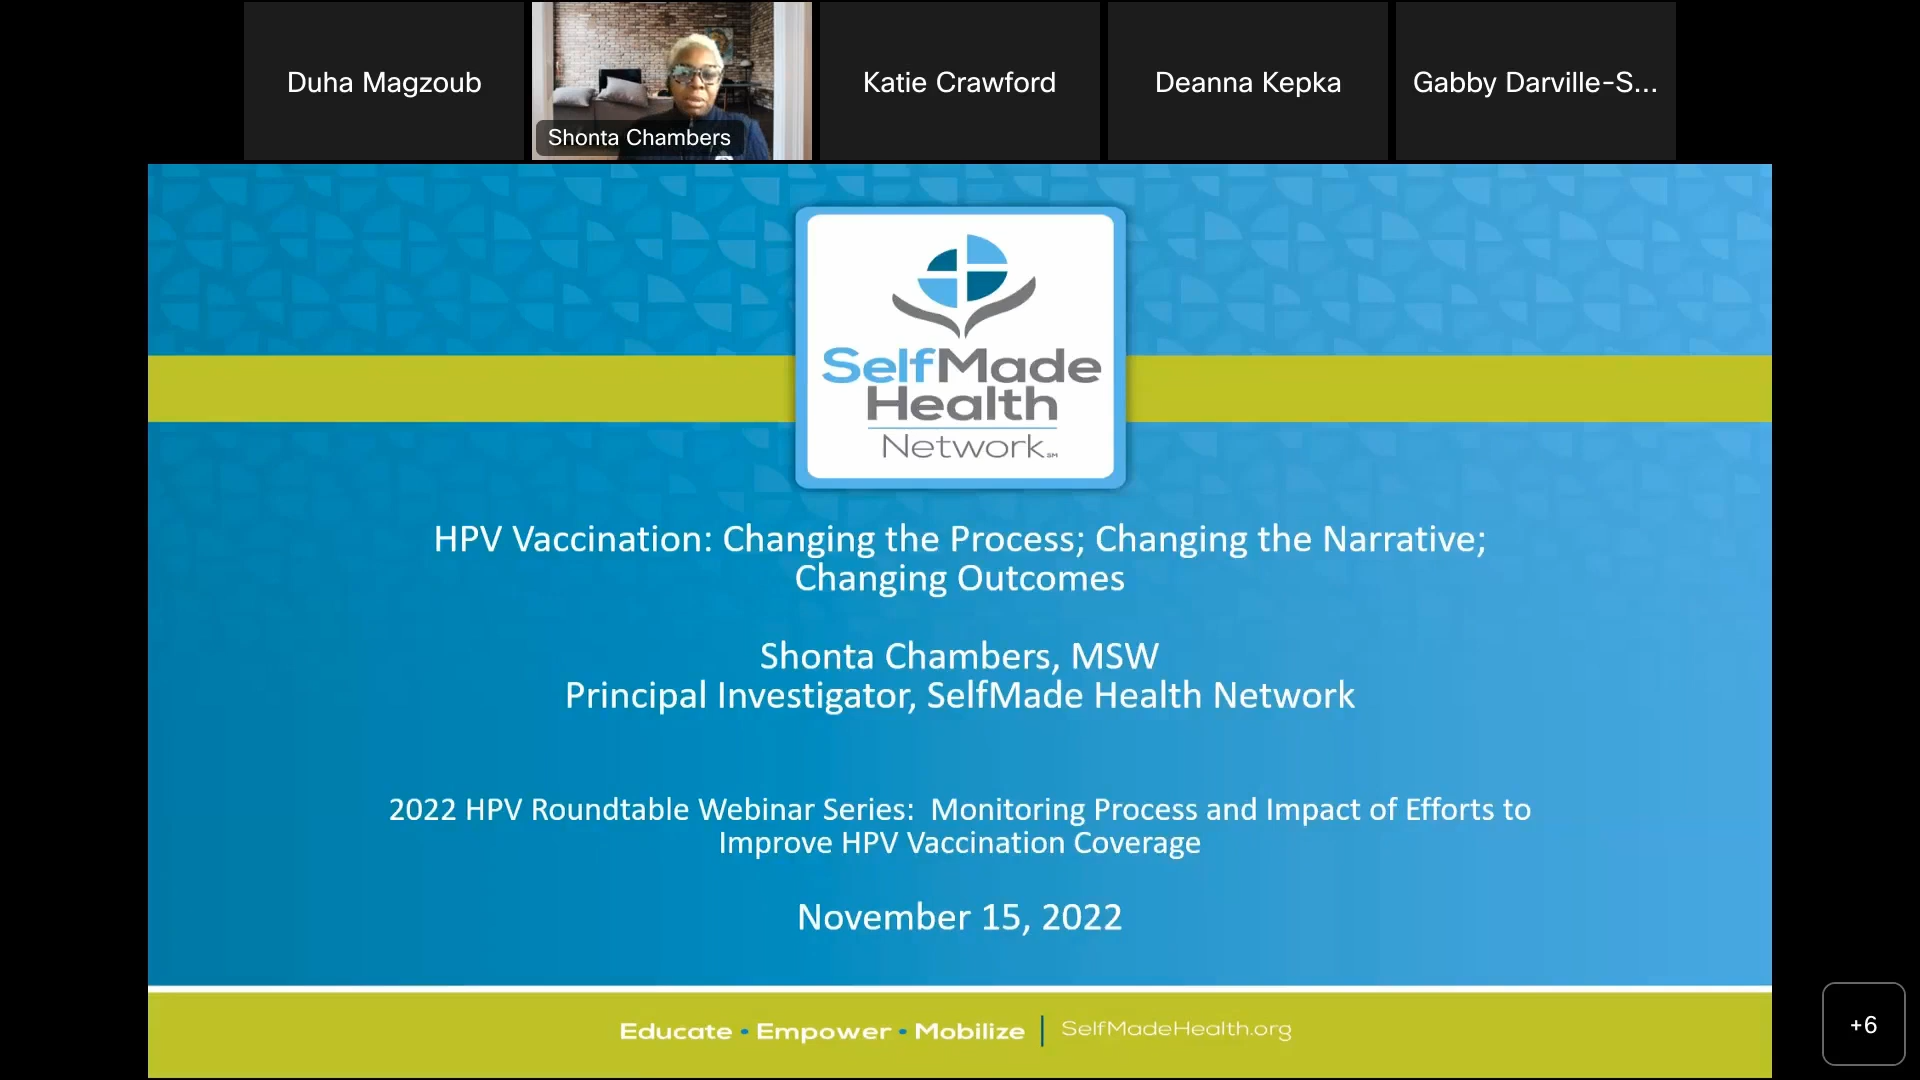 Duha Magzoub
Shonta Chambers
Katie Crawford
Deanna Kepka
Gabby Darville-S...
SelfMade
Health
Network SM
HPV Vaccination: Changing the Process; Changing the Narrative;
Changing Outcomes
Shonta Chambers, MSW
Principal Investigator, SelfMade Health Network
2022 HPV Roundtable Webinar Series: Monitoring Process and Impact of Efforts to
Improve HPV Vaccination Coverage
November 15, 2022
Educate • Empower • Mobilize | SelfMadeHealth.org
+6